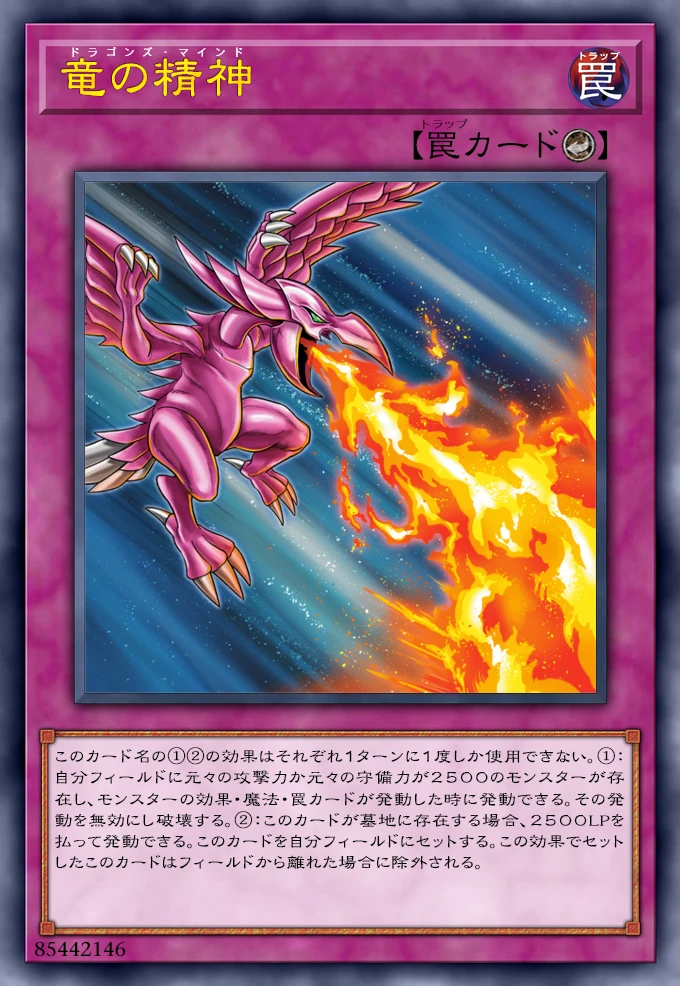 ドラゴンズ・マインド
竜の精神
トラップ
罠
トラップ
【罠カード】
このカード名の①②の効果はそれぞれ1ターンに1度しか使用できない。①：
自分フィールドに元々の攻撃力か元々の守備力が2500のモンスターが存
在し、モンスターの効果・魔法・罠カードが発動した時に発動できる。その発
動を無効にし破壊する。②：このカードが墓地に存在する場合、2500LPを
払って発動できる。このカードを自分フィールドにセットする。この効果でセット
したこのカードはフィールドから離れた場合に除外される。
85442146